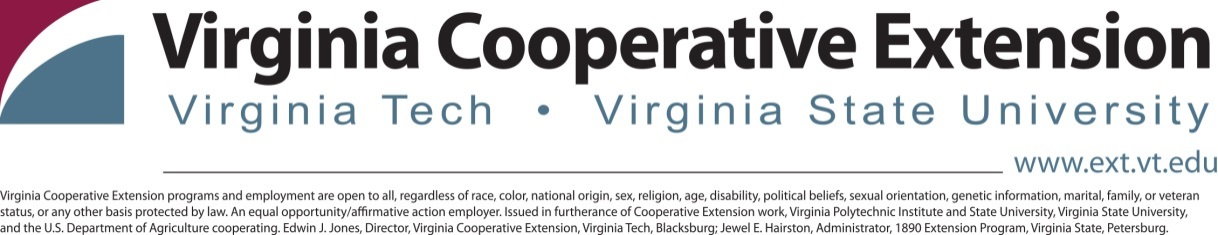 Virginia Cooperative Extension
Virginia Tech • Virginia State University
www.ext.vt.edu
Virginia Cooperative Extension programs and employment are open to all, regardless of race, color, national origin, sex, religion, age, disability, political beliefs, sexual orientation, genetic information, marital, family, or veteran
status, or any other basis protected by law. An equal opportunity/affirmative action employer. Issued in furtherance of Cooperative Extension work, Virginia Polytechnic Institute and State University, Virginia State University,
and the U.S. Department of Agriculture cooperating. Edwin J. Jones, Director, Virginia Cooperative Extension, Virginia Tech, Blacksburg; Jewel E. Hairston, Administrator, 1890 Extension Program, Virginia State, Petersburg.